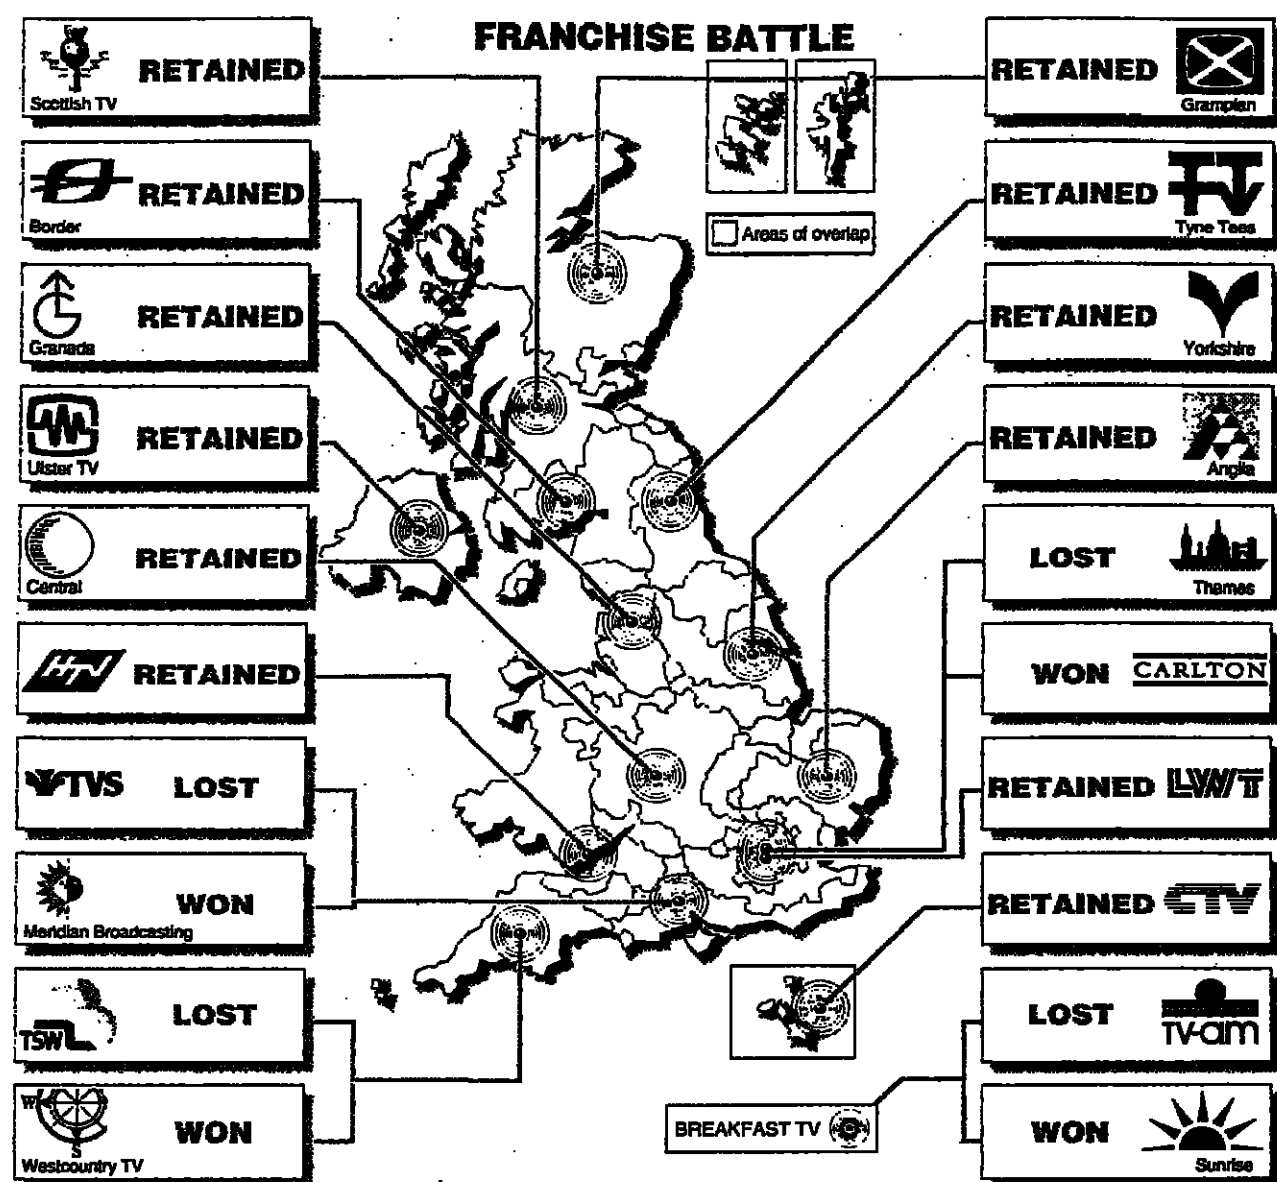 FRANCHISE BATTLE
RETAINED
Scottish TV
RETAINED
Border
RETAINED
Granada
RETAINED
Ulster TV
RETAINED
Central
HTV RETAINED
TVS LOST
WON
Meridian Broadcasting
LOST
TSW
W
S
WON
Westcountry TV
Areas of overlap
RETAINED
Grampian
RETAINED
TTV
Tyne Tees
RETAINED
Yorkshire
RETAINED
Anglia
LOST
Thames
WON CARLTON
RETAINED LWT
RETAINED CTV
LOST
TV-am
WON
Sunrise
BREAKFAST TV